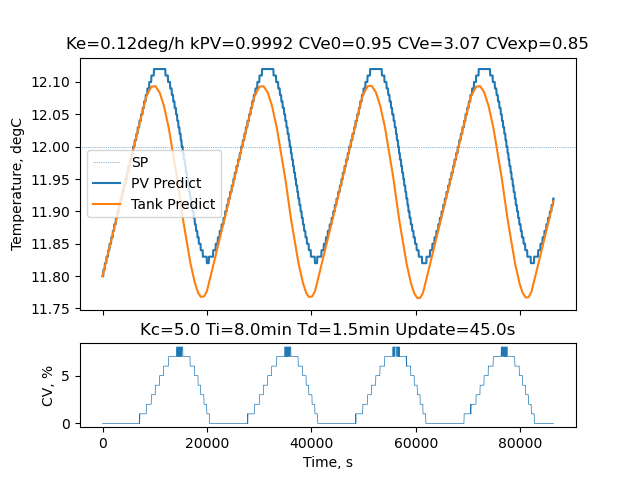 Ke=0.12deg/h kPV=0.9992 CVe0=0.95 CVe=3.07 CVexp=0.85
12.10
12.05
12.00
11.95
11.90
11.85
11.80
11.75
Temperature, degC
SP
PV Predict
Tank Predict
Kc=5.0 Ti=8.0min Td=1.5min Update=45.0s
5
0
CV, %
0 20000 40000 60000 80000
Time, s